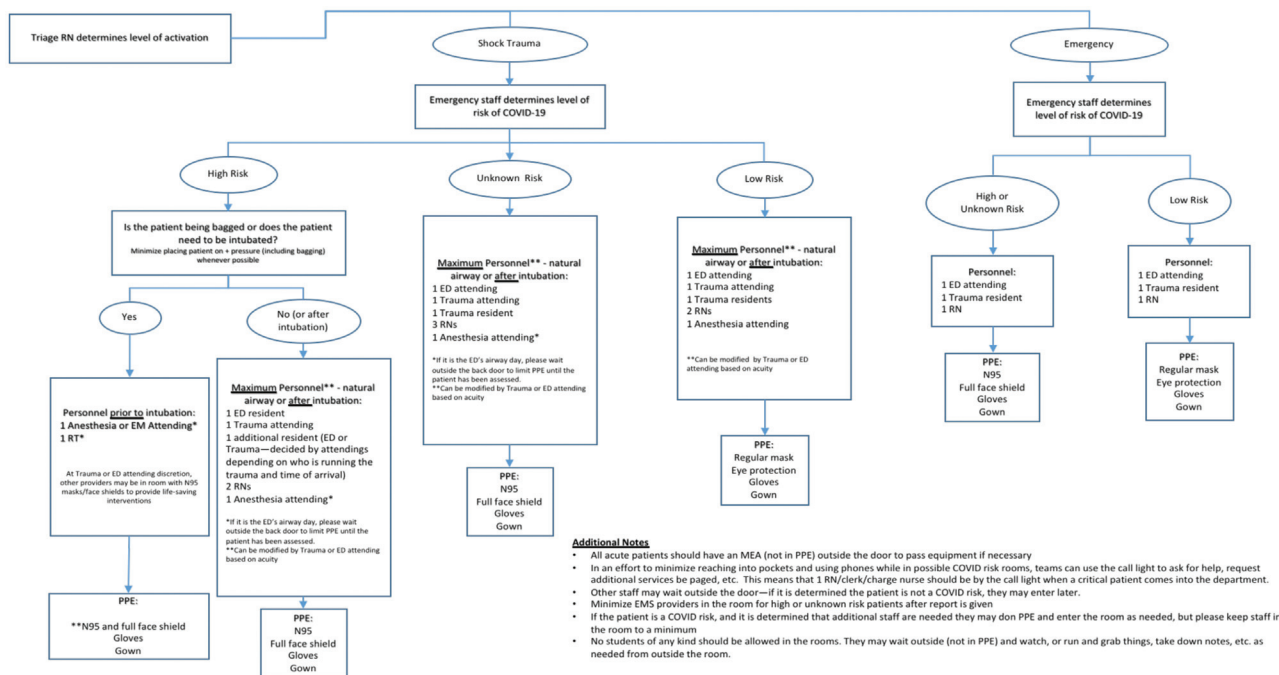 Triage RN determines level of activation
Shock Trauma
Emergency
Emergency staff determines level of
risk of COVID-19
Emergency staff determines
level of risk of COVID-19
High Risk
Unknown Risk
Low Risk
High or
Unknown Risk
Low Risk
Is the patient being bagged or does the patient
need to be intubated?
Minimize placing patient on + pressure (including bagging)
whenever possible
Yes
No (or after
intubation)
Personnel prior to intubation:
1 Anesthesia or EM Attending*
1 RT*
At Trauma or ED attending discretion,
other providers may be in room with N95
masks/face shields to provide life-saving
interventions
PPE:
**N95 and full face shield
Gloves
Gown
Maximum Personnel** - natural
airway or after intubation:
1 ED resident
1 Trauma attending
1 additional resident (ED or
Trauma—decided by attendings
depending on who is running the
trauma and time of arrival)
2 RNs
1 Anesthesia attending*
*If it is the ED's airway day, please wait
outside the back door to limit PPE until the
patient has been assessed.
**Can be modified by Trauma or ED attending
based on acuity
PPE:
N95
Full face shield
Gloves
Gown
Maximum Personnel** - natural
airway or after intubation:
1 ED attending
1 Trauma attending
1 Trauma resident
3 RNs
1 Anesthesia attending*
*If it is the ED's airway day, please wait
outside the back door to limit PPE until the
patient has been assessed.
**Can be modified by Trauma or ED attending
based on acuity
PPE:
N95
Full face shield
Gloves
Gown
Maximum Personnel** - natural
airway or after intubation:
1 ED attending
1 Trauma attending
1 Trauma residents
2 RNs
1 Anesthesia attending
**Can be modified by Trauma or ED
attending based on acuity
PPE:
Regular mask
Eye protection
Gloves
Gown
Personnel:
1 ED attending
1 Trauma resident
1 RN
PPE:
N95
Full face shield
Gloves
Gown
Personnel:
1 ED attending
1 Trauma resident
1 RN
PPE:
Regular mask
Eye protection
Gloves
Gown
Additional Notes
• All acute patients should have an MEA (not in PPE) outside the door to pass equipment if necessary
• In an effort to minimize reaching into pockets and using phones while in possible COVID risk rooms, teams can use the call light to ask for help, request
additional services be paged, etc. This means that 1 RN/clerk/charge nurse should be by the call light when a critical patient comes into the department.
• Other staff may wait outside the door—if it is determined the patient is not a COVID risk, they may enter later.
• Minimize EMS providers in the room for high or unknown risk patients after report is given
• If the patient is a COVID risk, and it is determined that additional staff are needed they may don PPE and enter the room as needed, but please keep staff in
the room to a minimum
• No students of any kind should be allowed in the rooms. They may wait outside (not in PPE) and watch, or run and grab things, take down notes, etc. as
needed from outside the room.